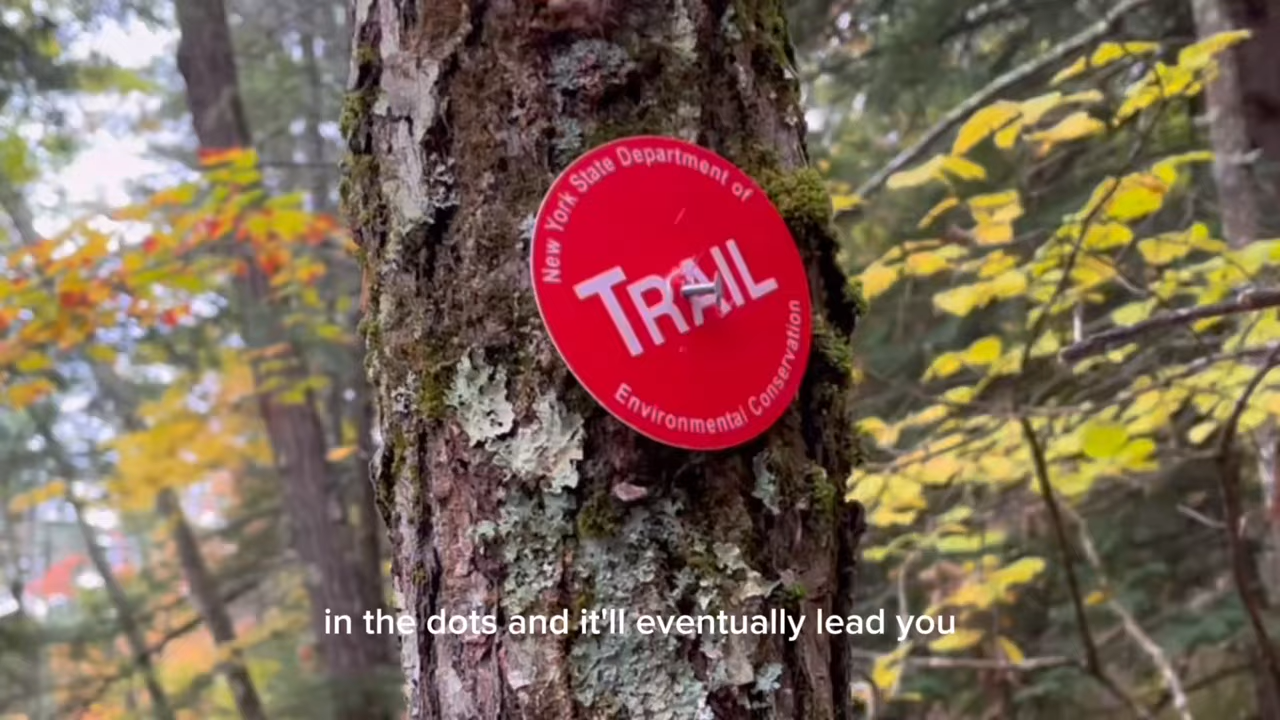 New York State Department of
TRAIL
Environmental Conservation
in the dots and it'll eventually lead you